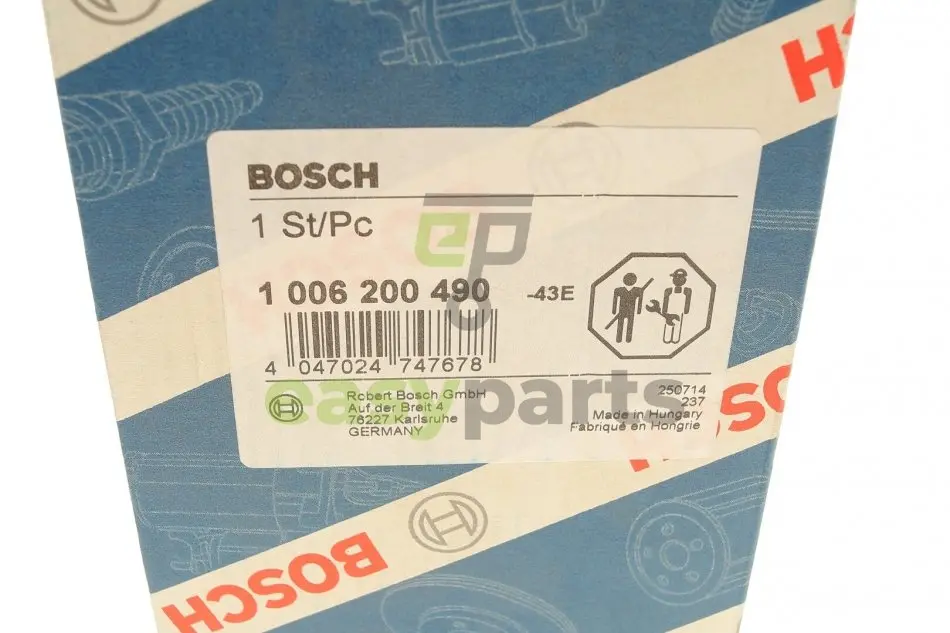 SCH
BOSCH
1 St/Pc
ep
1 006 200 490 -43E
4 047024 747678
easyparts
Robert Bosch GmbH
Auf der Breit 4
76227 Karlsruhe
GERMANY
250714
237
Made in Hungary
Fabriqué en Hongrie
BOSCH
BOSCH